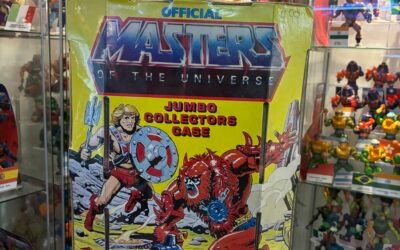 OFFICIAL
MASTERS
OF THE UNIVERSE
JUMBO
COLLECTORS
CASE